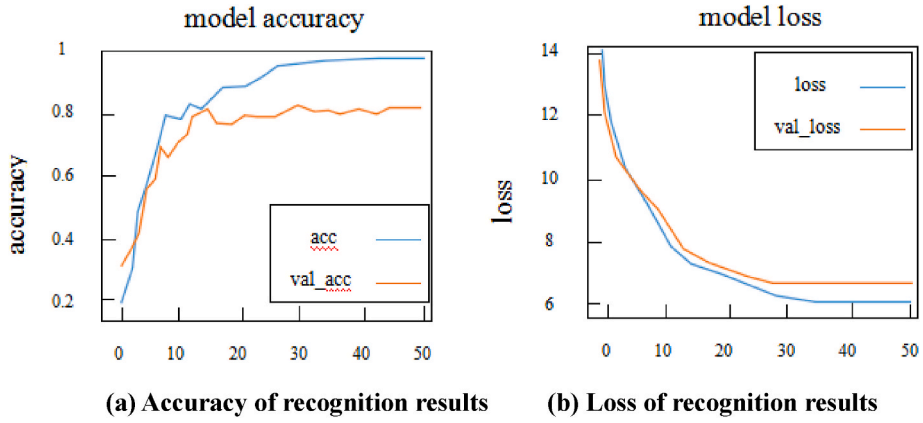 model accuracy
1
0.8
0.6
0.4
0.2
accuracy
acc
val_acc
0 10 20 30 40 50
(a) Accuracy of recognition results
model loss
14
12
10
8
6
loss
loss
val_loss
0 10 20 30 40 50
(b) Loss of recognition results